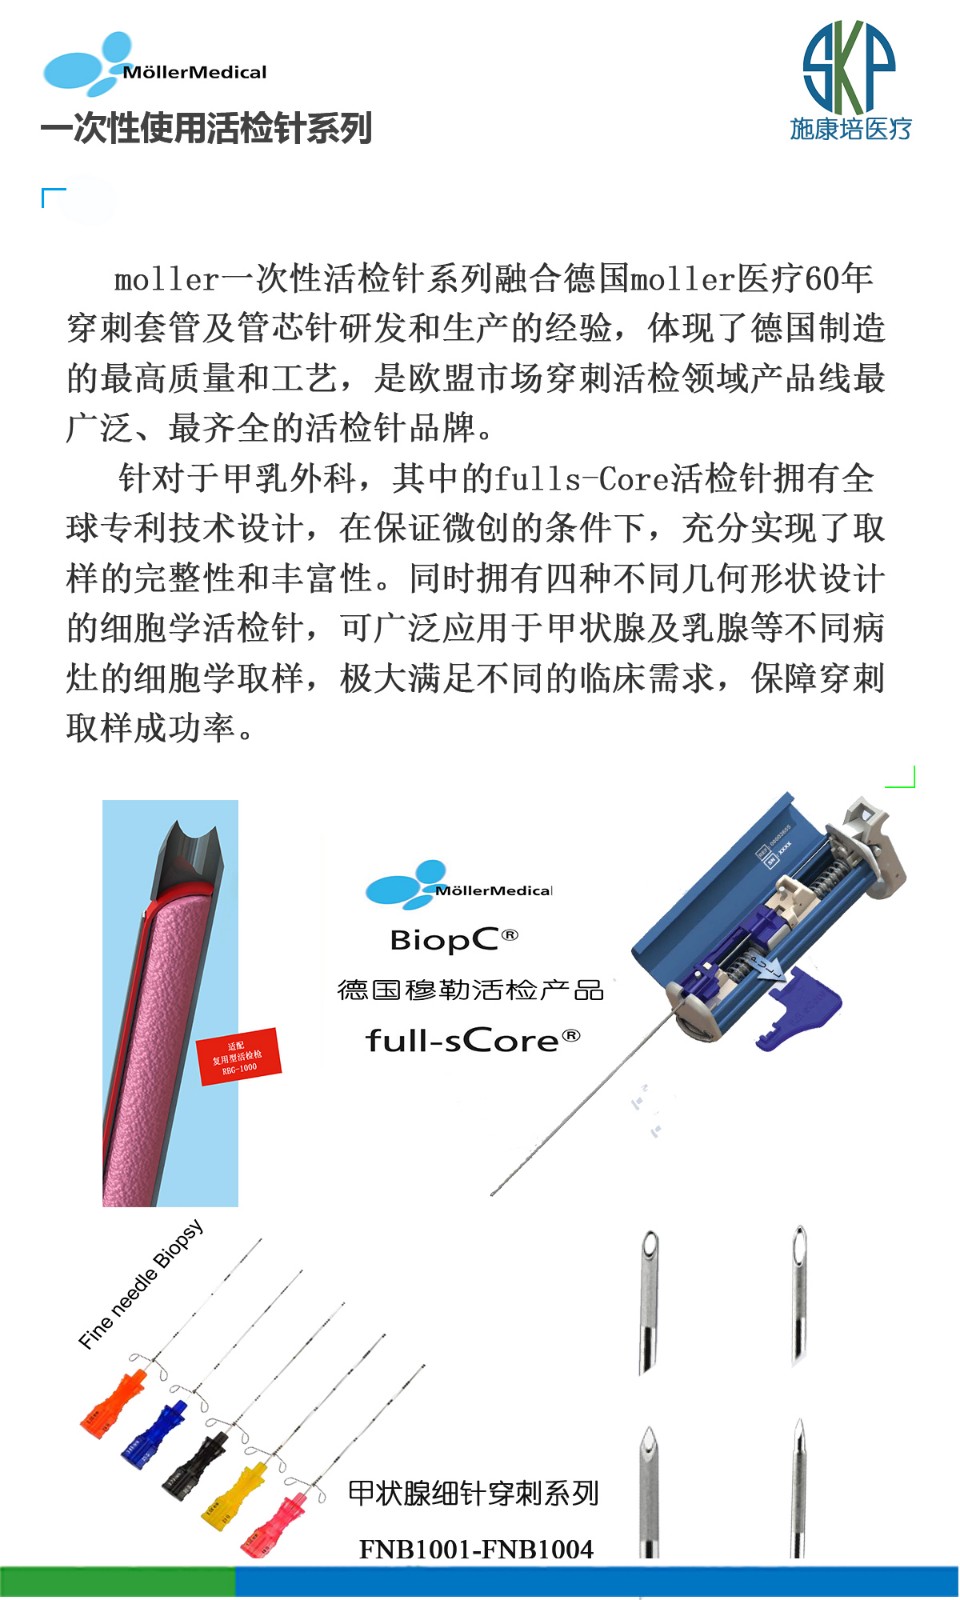 MöllerMedical
SKP
施康培医疗
一次性使用活检针系列
moller一次性活检针系列融合德国moller医疗60年
穿刺套管及管芯针研发和生产的经验，体现了德国制造
的最高质量和工艺，是欧盟市场穿刺活检领域产品线最
广泛、最齐全的活检针品牌。
针对于甲乳外科，其中的fulls-Core活检针拥有全
球专利技术设计，在保证微创的条件下，充分实现了取
样的完整性和丰富性。同时拥有四种不同几何形状设计
的细胞学活检针，可广泛应用于甲状腺及乳腺等不同病
灶的细胞学取样，极大满足不同的临床需求，保障穿刺
取样成功率。
MöllerMedical
BiopC®
德国穆勒活检产品
full-sCore®
适配
复用型活检枪
RBG-1000
REF
SN XXXX
PULL
Fine needle Biopsy
甲状腺细针穿刺系列
FNB1001-FNB1004